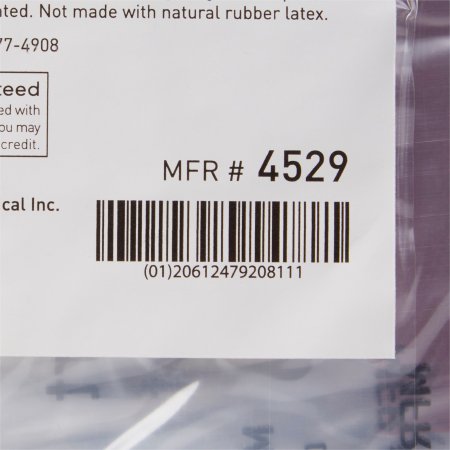 ated. Not made with natural rubber latex.
77-4908
teed
ed with
ou may
credit.
MFR # 4529
cal Inc.
(01)20612479208111